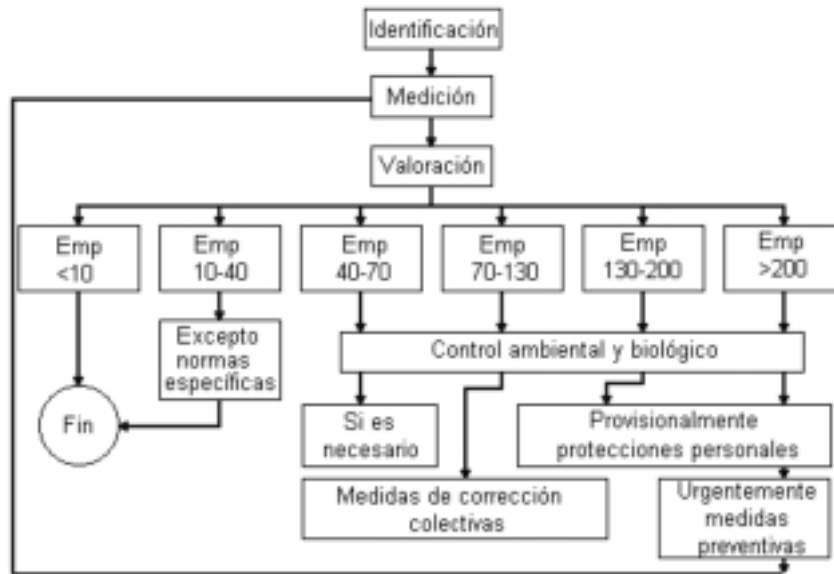 Identificación
Medición
Valoración
Emp
<10
Emp
10-40
Emp
40-70
Emp
70-130
Emp
130-200
Emp
>200
Excepto
normas
específicas
Control ambiental y biológico
Fin
Si es
necesario
Provisionalmente
protecciones personales
Medidas de corrección
colectivas
Urgentemente
medidas
preventivas